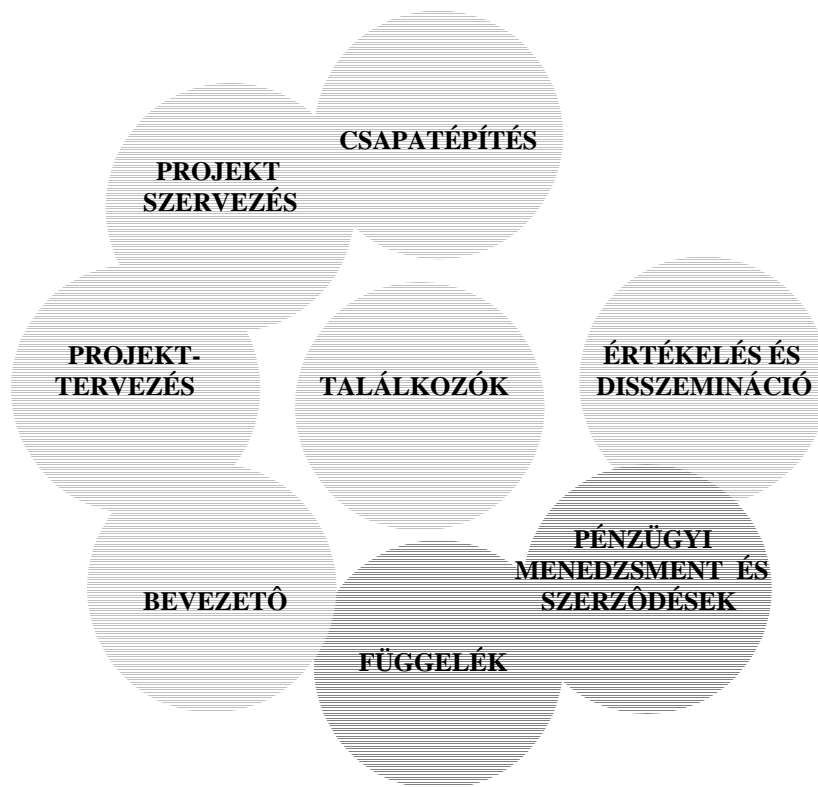 CSAPATÉPÍTÉS
PROJEKT
SZERVEZÉS
PROJEKT-
TERVEZÉS
TALÁLKOZÓK
ÉRTÉKELÉS ÉS
DISSZEMINÁCIÓ
PÉNZÜGYI
MENEDZSMENT ÉS
SZERZÔDÉSEK
BEVEZETÔ
FÜGGELÉK